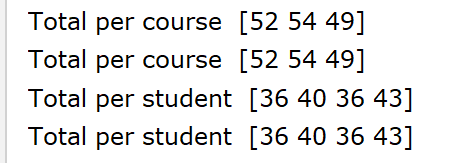 Total per course  [52 54 49]
Total per course  [52 54 49]
Total per student  [36 40 36 43]
Total per student  [36 40 36 43]